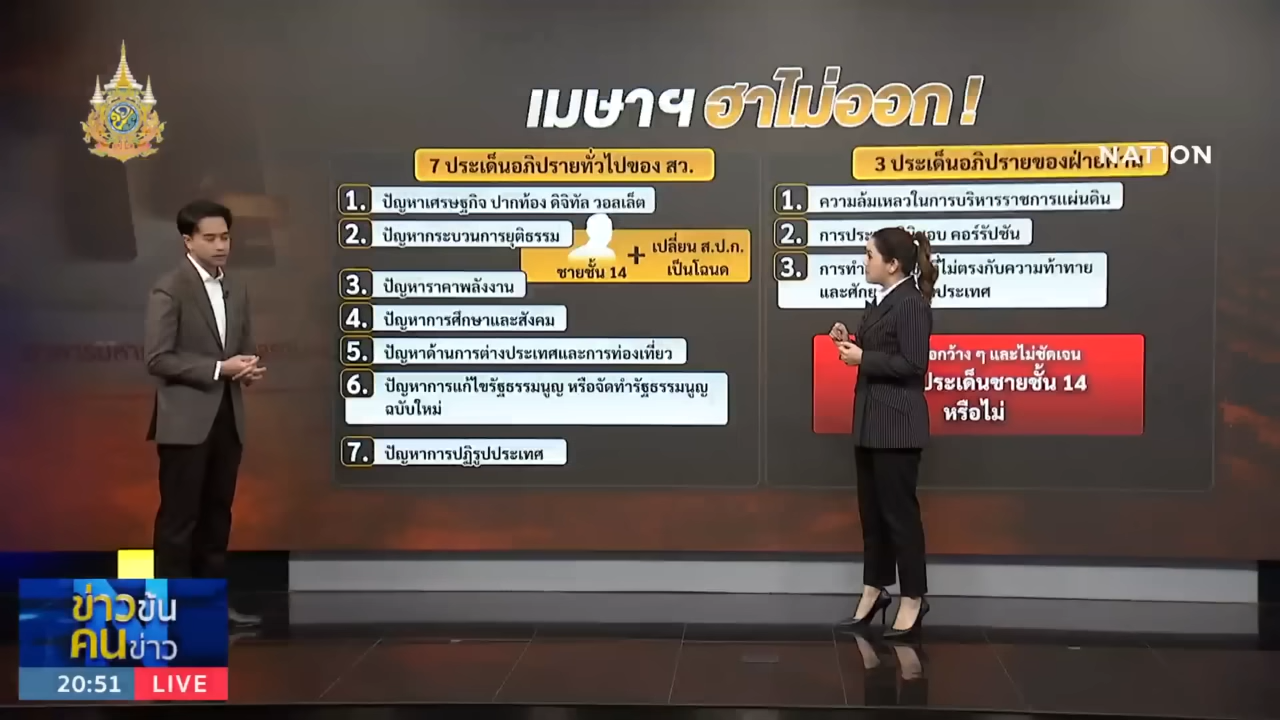 เมษาฯ ฮาไม่ออก !
NATION
7 ประเด็นอภิปรายทั่วไปของ สว.
1. ปัญหาเศรษฐกิจ ปากท้อง ดิจิทัล วอลเล็ต
2. ปัญหากระบวนการยุติธรรม
ชายชั้น 14
+
เปลี่ยน ส.ป.ก.
เป็นโฉนด
3. ปัญหาราคาพลังงาน
4. ปัญหาการศึกษาและสังคม
5. ปัญหาด้านการต่างประเทศและการท่องเที่ยว
6. ปัญหาการแก้ไขรัฐธรรมนูญ หรือจัดทำรัฐธรรมนูญ
ฉบับใหม่
7. ปัญหาการปฏิรูปประเทศ
3 ประเด็นอภิปรายของ
1. ความล้มเหลวในการบริหารราชการแผ่นดิน
2. คอร์รัปชัน
3. การทำ ไม่ตรงกับความท้าทาย
ประเทศ
กว้าง ๆ และไม่ชัดเจน
ประเด็นชายชั้น 14
หรือไม่
ข่าวข้น
คนข่าว
20:51 LIVE